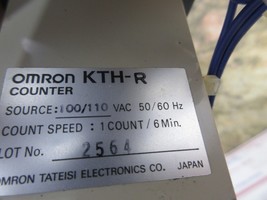 omron KTH-R
COUNTER
SOURCE: 100/110 VAC 50/60 Hz
COUNT SPEED : 1 COUNT / 6 Min.
LOT No. 2564
OMRON TATEISI ELECTRONICS CO. JAPAN